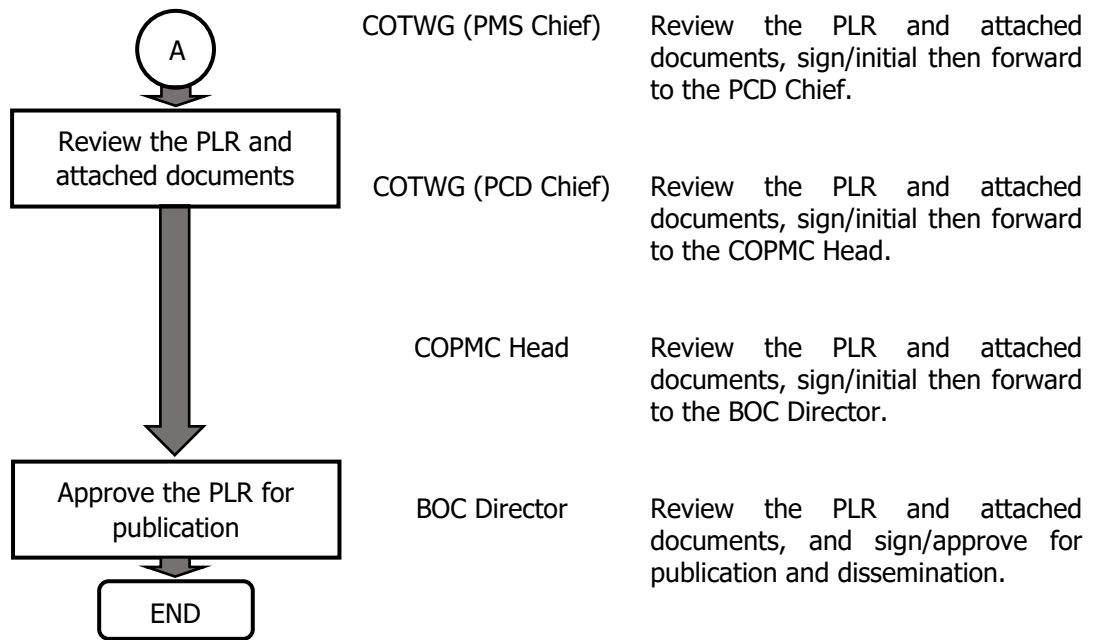 A
COTWG (PMS Chief)
Review the PLR and attached
documents, sign/initial then forward
to the PCD Chief.
Review the PLR and
attached documents
COTWG (PCD Chief)
Review the PLR and attached
documents, sign/initial then forward
to the COPMC Head.
COPMC Head
Review the PLR and attached
documents, sign/initial then forward
to the BOC Director.
Approve the PLR for
publication
BOC Director
Review the PLR and attached
documents, and sign/approve for
publication and dissemination.
END